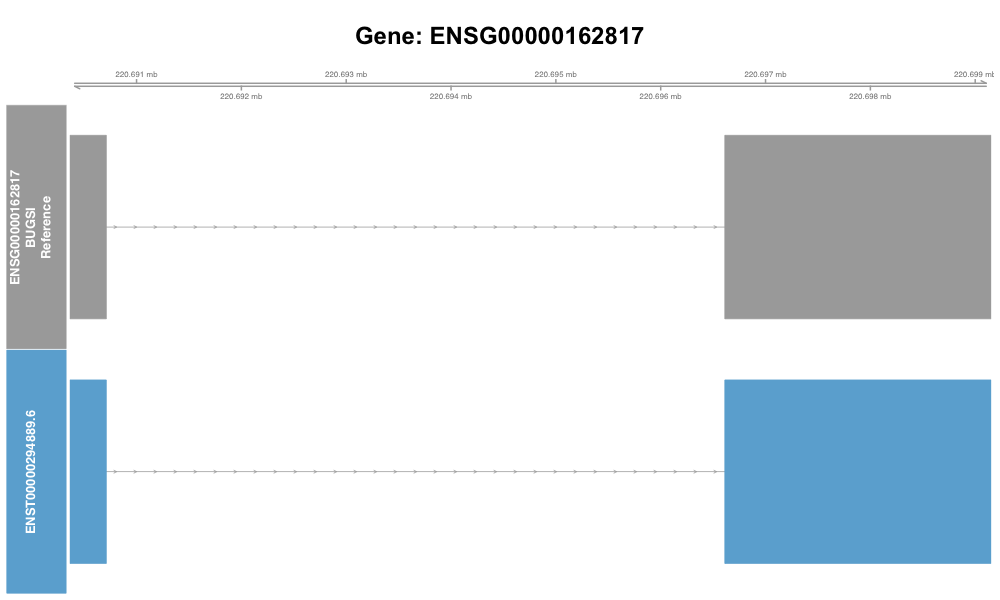 Gene: ENSG00000162817
220.691 mb
220.693 mb
220.695 mb
220.697 mb
220.699 mb
220.692 mb
220.694 mb
220.696 mb
220.698 mb
ENSG00000162817
BUGSI
Reference
ENST00000294889.6